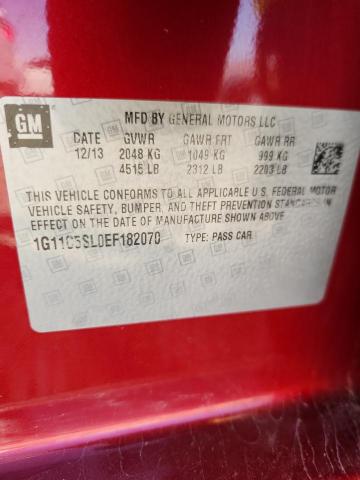 GM
MFD BY GENERAL MOTORS LLC
DATE GVWR GAWR FRT GAWR RR
12/13 2048 KG 1049 KG 999 KG
4515 LB 2312 LB 2203 LB
THIS VEHICLE CONFORMS TO ALL APPLICABLE U.S. FEDERAL MOTOR
VEHICLE SAFETY, BUMPER, AND THEFT PREVENTION STANDARDS IN
EFFECT ON THE DATE OF MANUFACTURE SHOWN ABOVE.
1G11C5SL0EF182070 TYPE: PASS CAR